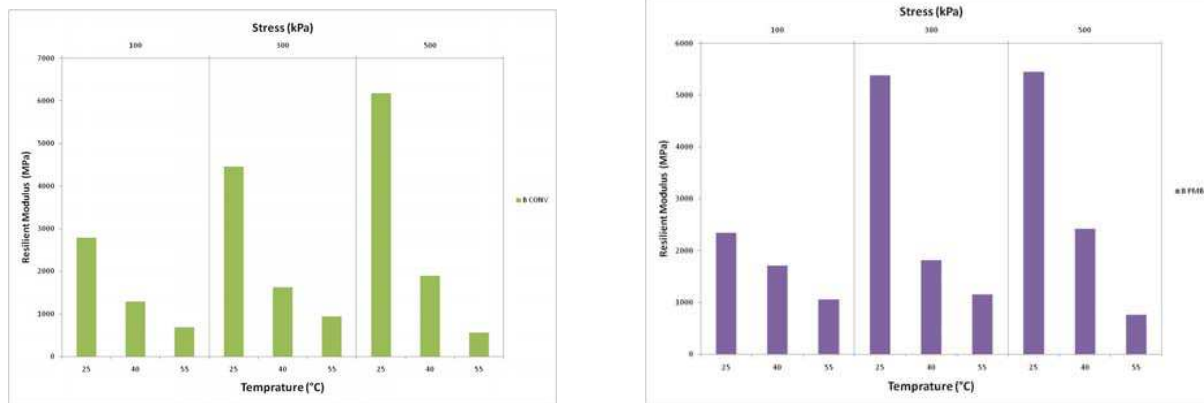 Stress (kPa)
100 300 500
7000
6000
5000
4000
3000
2000
1000
0
Resilient Modulus (MPa)
25 40 55 25 40 55 25 40 55
Temprature (°C)
B CONV
Stress (kPa)
100 300 500
6000
5000
4000
3000
2000
1000
0
Resilient Modulus (MPa)
25 40 55 25 40 55 25 40 55
Temprature (°C)
B PMB